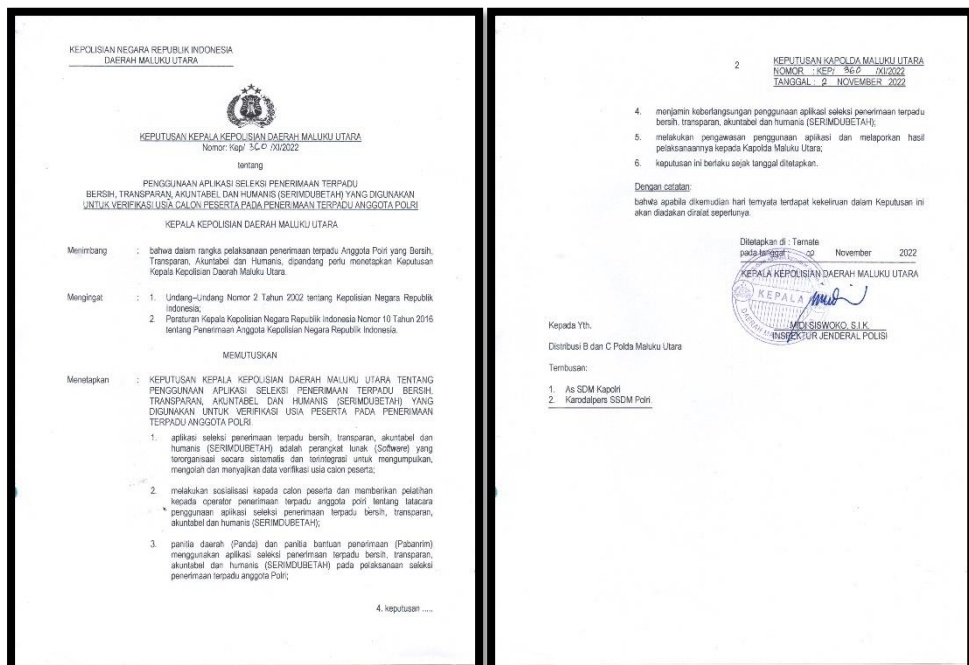 KEPOLISIAN NEGARA REPUBLIK INDONESIA
DAERAH MALUKU UTARA
KEPUTUSAN KEPALA KEPOLISIAN DAERAH MALUKU UTARA
Nomor: Kep/ 360 /XI/2022
tentang
PENGGUNAAN APLIKASI SELEKSI PENERIMAAN TERPADU
BERSIH, TRANSPARAN, AKUNTABEL DAN HUMANIS (SERIMDUBETAH) YANG DIGUNAKAN
UNTUK VERIFIKASI USIA CALON PESERTA PADA PENERIMAAN TERPADU ANGGOTA POLRI
KEPALA KEPOLISIAN DAERAH MALUKU UTARA
Menimbang : bahwa dalam rangka pelaksanaan penerimaan terpadu Anggota Polri yang Bersih,
Transparan, Akuntabel dan Humanis, dipandang perlu menetapkan Keputusan
Kepala Kepolisian Daerah Maluku Utara.
Mengingat : 1. Undang–Undang Nomor 2 Tahun 2002 tentang Kepolisian Negara Republik
Indonesia;
2. Peraturan Kepala Kepolisian Negara Republik Indonesia Nomor 10 Tahun 2016
tentang Penerimaan Anggota Kepolisian Negara Republik Indonesia.
MEMUTUSKAN
Menetapkan : KEPUTUSAN KEPALA KEPOLISIAN DAERAH MALUKU UTARA TENTANG
PENGGUNAAN APLIKASI SELEKSI PENERIMAAN TERPADU BERSIH,
TRANSPARAN, AKUNTABEL DAN HUMANIS (SERIMDUBETAH) YANG
DIGUNAKAN UNTUK VERIFIKASI USIA PESERTA PADA PENERIMAAN
TERPADU ANGGOTA POLRI.
1. aplikasi seleksi penerimaan terpadu bersih, transparan, akuntabel dan
humanis (SERIMDUBETAH) adalah perangkat lunak (Software) yang
terorganisasi secara sistematis dan terintegrasi untuk mengumpulkan,
mengolah dan menyajikan data verifikasi usia calon peserta;
2. melakukan sosialisasi kepada calon peserta dan memberikan pelatihan
kepada operator penerimaan terpadu anggota polri tentang tatacara
penggunaan aplikasi seleksi penerimaan terpadu bersih, transparan,
akuntabel dan humanis (SERIMDUBETAH);
3. panitia daerah (Panda) dan panitia bantuan penerimaan (Pabanrim)
menggunakan aplikasi seleksi penerimaan terpadu bersih, transparan,
akuntabel dan humanis (SERIMDUBETAH) pada pelaksanaan seleksi
penerimaan terpadu anggota Polri;
4. keputusan .....
2
KEPUTUSAN KAPOLDA MALUKU UTARA
NOMOR : KEP/ 360 /XI/2022
TANGGAL : 2 NOVEMBER 2022
4. menjamin keberlangsungan penggunaan aplikasi seleksi penerimaan terpadu
bersih, transparan, akuntabel dan humanis (SERIMDUBETAH);
5. melakukan pengawasan penggunaan aplikasi dan melaporkan hasil
pelaksanaannya kepada Kapolda Maluku Utara;
6. keputusan ini berlaku sejak tanggal ditetapkan.
Dengan catatan:
bahwa apabila dikemudian hari ternyata terdapat kekeliruan dalam Keputusan ini
akan diadakan diralat seperlunya.
Ditetapkan di : Ternate
pada tanggal November 2022
KEPALA KEPOLISIAN DAERAH MALUKU UTARA
KEPALA
MIDI SISWOKO, S.I.K.
INSPEKTUR JENDERAL POLISI
Kepada Yth.
Distribusi B dan C Polda Maluku Utara
Tembusan:
1. As SDM Kapolri
2. Karodalpers SSDM Polri